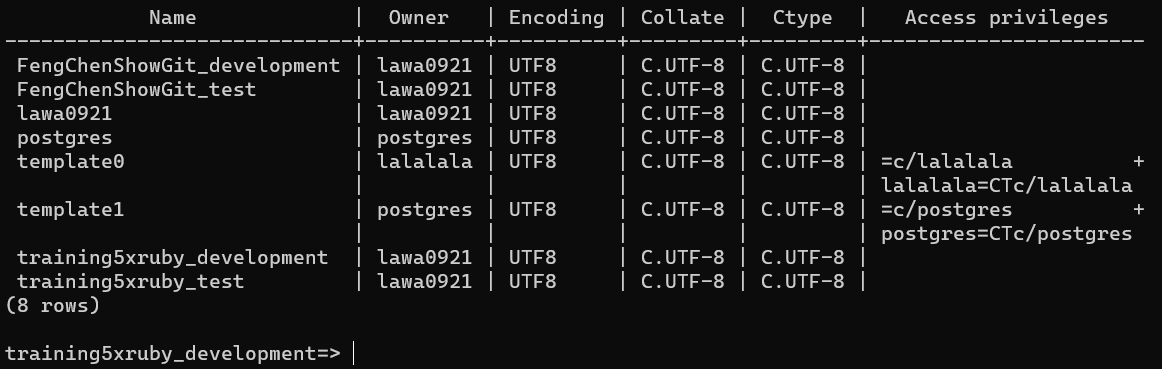 Name             |  Owner   | Encoding | Collate |  Ctype  |   Access privileges
-----------------------------+----------+----------+---------+---------+-----------------------
 FengChenShowGit_development | lawa0921 | UTF8     | C.UTF-8 | C.UTF-8 |
 FengChenShowGit_test        | lawa0921 | UTF8     | C.UTF-8 | C.UTF-8 |
 lawa0921                    | lawa0921 | UTF8     | C.UTF-8 | C.UTF-8 |
 postgres                    | postgres | UTF8     | C.UTF-8 | C.UTF-8 |
 template0                   | lalalala | UTF8     | C.UTF-8 | C.UTF-8 | =c/lalalala          +
                             |          |          |         |         | lalalala=CTc/lalalala
 template1                   | postgres | UTF8     | C.UTF-8 | C.UTF-8 | =c/postgres          +
                             |          |          |         |         | postgres=CTc/postgres
 training5xruby_development  | lawa0921 | UTF8     | C.UTF-8 | C.UTF-8 |
 training5xruby_test         | lawa0921 | UTF8     | C.UTF-8 | C.UTF-8 |
(8 rows)

training5xruby_development=>